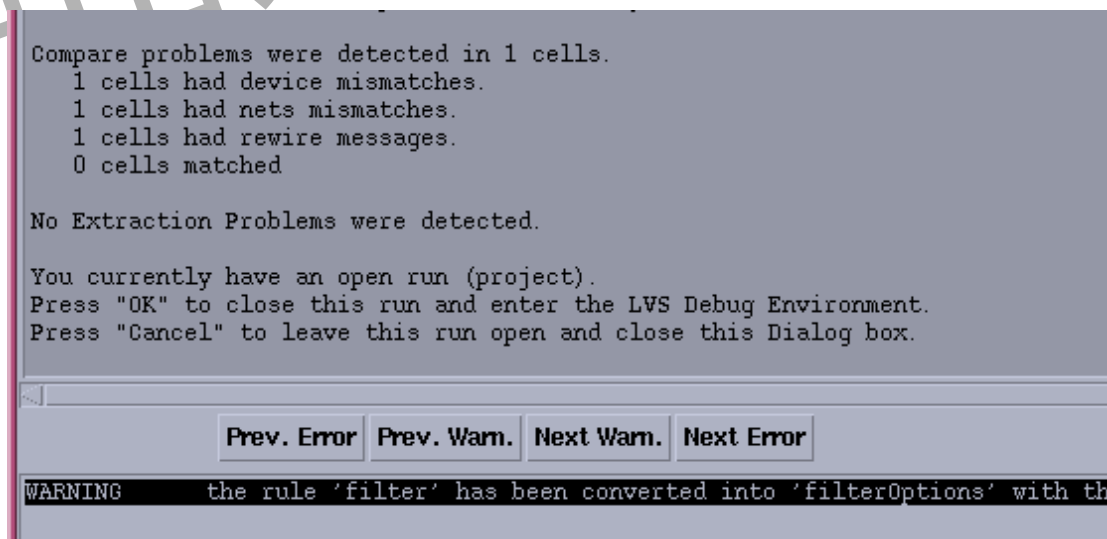 Compare problems were detected in 1 cells.
1 cells had device mismatches.
1 cells had nets mismatches.
1 cells had rewire messages.
0 cells matched
No Extraction Problems were detected.
You currently have an open run (project).
Press "OK" to close this run and enter the LVS Debug Environment.
Press "Cancel" to leave this run open and close this Dialog box.
Prev. Error Prev. Warn. Next Warn. Next Error
WARNING the rule 'filter' has been converted into 'filterOptions' with th